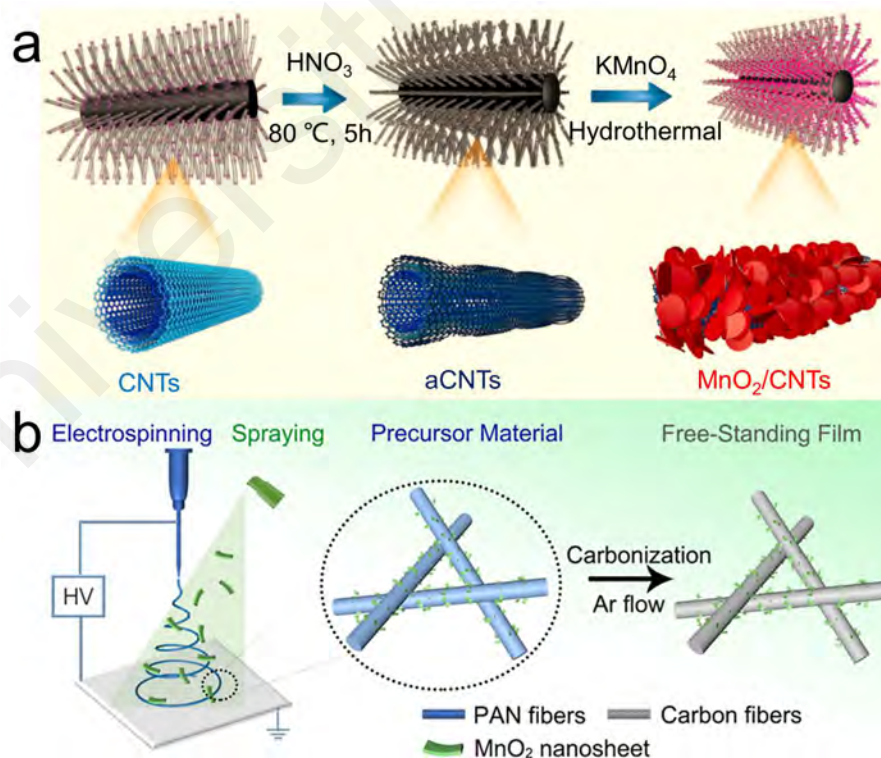 a
HNO₃
80 ℃, 5h
KMnO₄
Hydrothermal
CNTs
aCNTs
MnO₂/CNTs
b
Electrospinning
Spraying
Precursor Material
Free-Standing Film
HV
Carbonization
Ar flow
PAN fibers
Carbon fibers
MnO₂ nanosheet